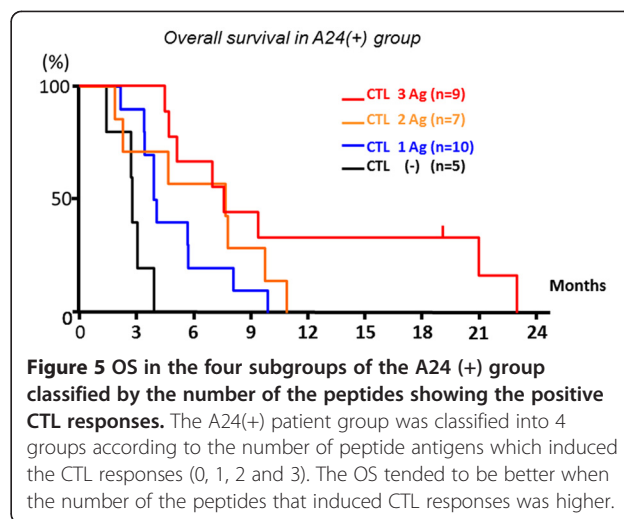 Overall survival in A24(+) group
(%)
100
50
0
CTL 3 Ag (n=9)
CTL 2 Ag (n=7)
CTL 1 Ag (n=10)
CTL (-) (n=5)
Months
0 3 6 9 12 15 18 21 24
Figure 5 OS in the four subgroups of the A24 (+) group
classified by the number of the peptides showing the positive
CTL responses. The A24(+) patient group was classified into 4
groups according to the number of peptide antigens which induced
the CTL responses (0, 1, 2 and 3). The OS tended to be better when
the number of the peptides that induced CTL responses was higher.